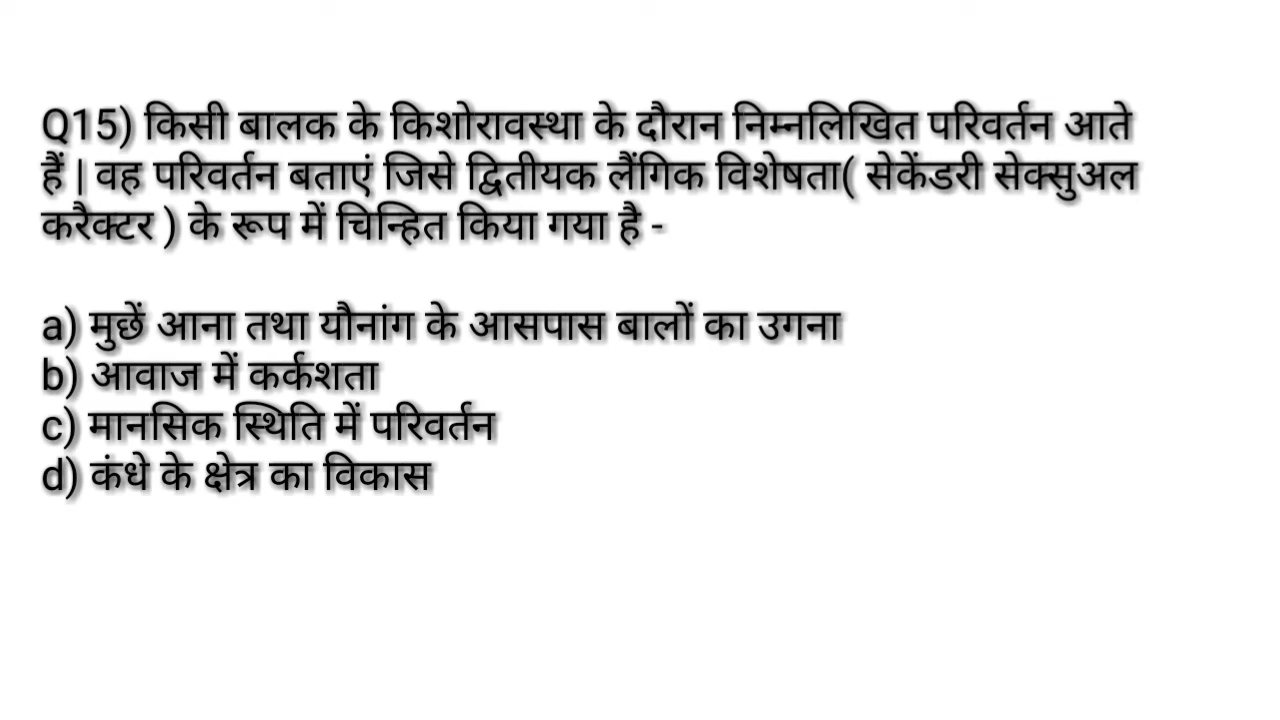 Q15) किसी बालक के किशोरावस्था के दौरान निम्नलिखित परिवर्तन आते
हैं | वह परिवर्तन बताएं जिसे द्वितीयक लैंगिक विशेषता( सेकेंडरी सेक्सुअल
करैक्टर ) के रूप में चिन्हित किया गया है -
a) मुछें आना तथा यौनांग के आसपास बालों का उगना
b) आवाज में कर्कशता
c) मानसिक स्थिति में परिवर्तन
d) कंधे के क्षेत्र का विकास